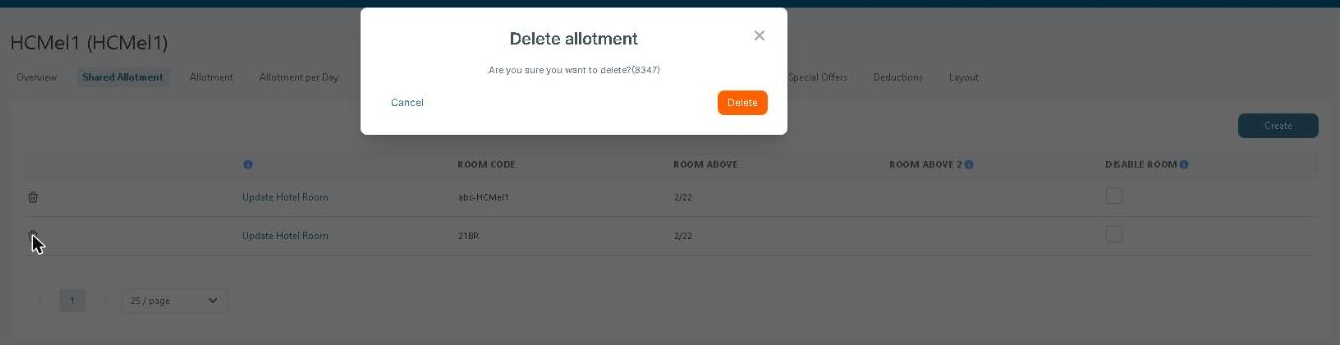 Delete allotment
Are you sure you want to delete?(8347)
Cancel
Delete
HCMel1 (HCMel1)
Overview
Shared Allotment
Allotment
Allotment per Day
Special Offers
Deductions
Layout
Create
ROOM CODE
ROOM ABOVE
ROOM ABOVE 2
DISABLE ROOM
Update Hotel Room
abc-HCMel1
2/22
Update Hotel Room
21BR
2/22
1
25 / page